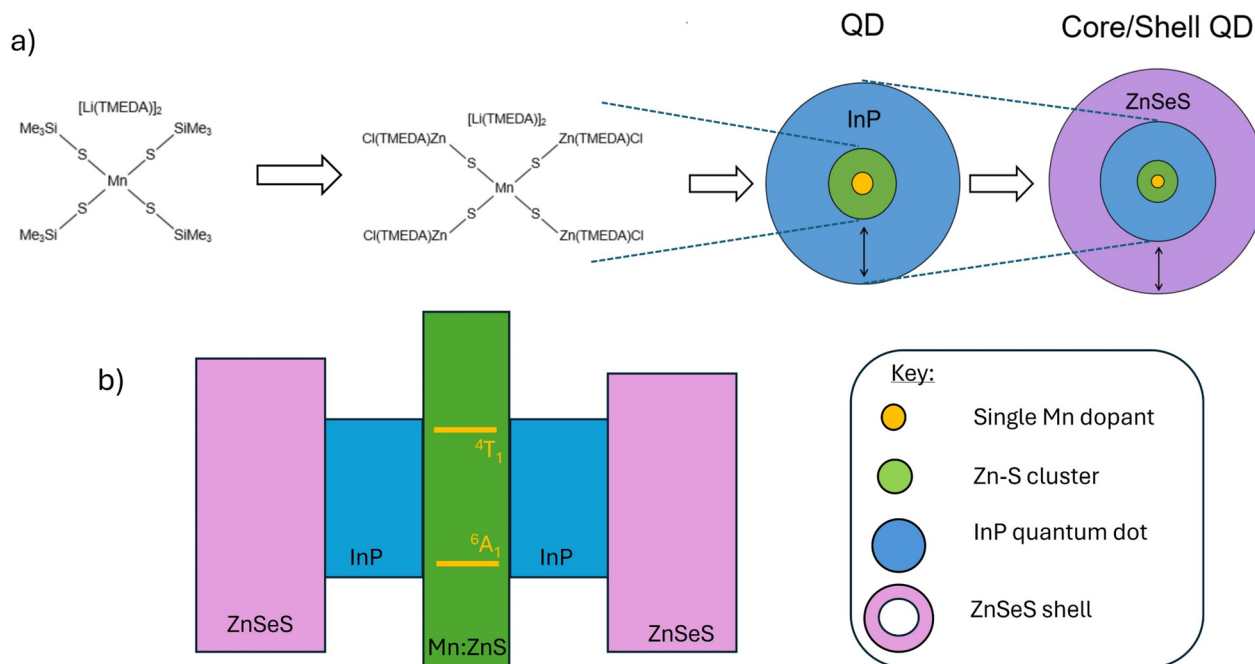 a)
[Li(TMEDA)]₂
Me₃Si
SiMe₃
S
S
Mn
S
S
Me₃Si
SiMe₃
[Li(TMEDA)]₂
Cl(TMEDA)Zn
Zn(TMEDA)Cl
S
S
Mn
S
S
Cl(TMEDA)Zn
Zn(TMEDA)Cl
QD
InP
Core/Shell QD
ZnSeS
b)
⁴T₁
⁶A₁
InP
InP
ZnSeS
Mn:ZnS
ZnSeS
Key:
Single Mn dopant
Zn-S cluster
InP quantum dot
ZnSeS shell